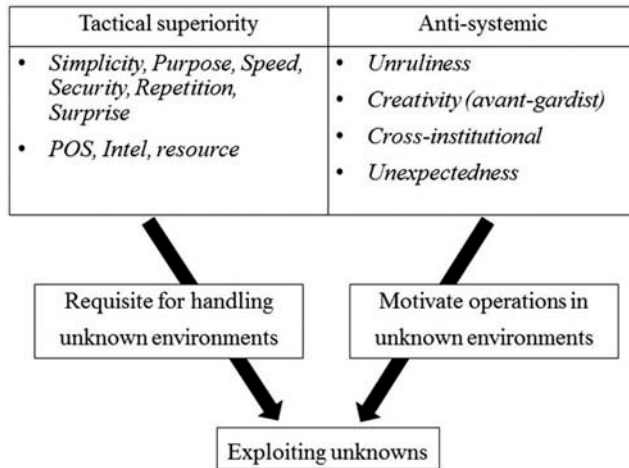 Tactical superiority
• Simplicity, Purpose, Speed,
Security, Repetition,
Surprise
• POS, Intel, resource
Anti-systemic
• Unruliness
• Creativity (avant-gardist)
• Cross-institutional
• Unexpectedness
Requisite for handling
unknown environments
Motivate operations in
unknown environments
Exploiting unknowns